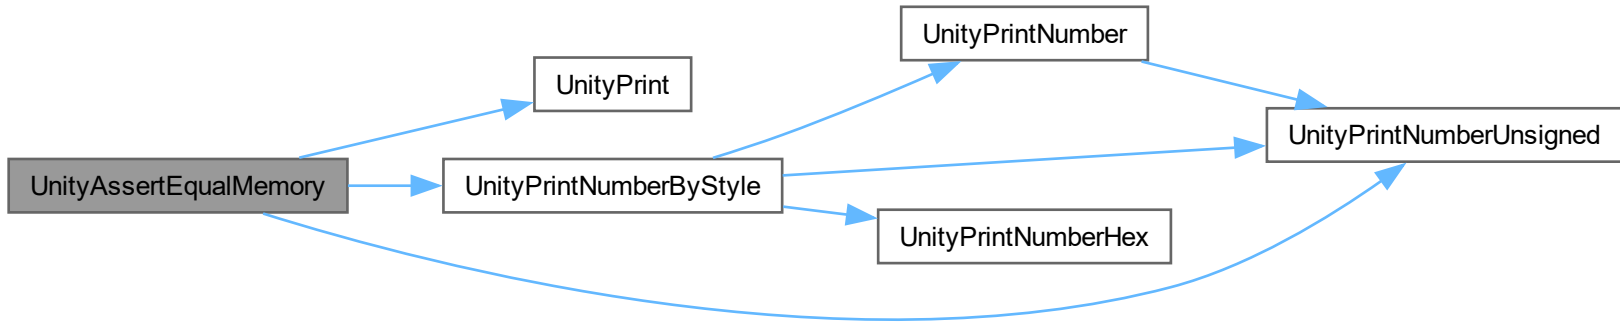 UnityPrintNumber
UnityPrint
UnityPrintNumberUnsigned
UnityAssertEqualMemory
UnityPrintNumberByStyle
UnityPrintNumberHex